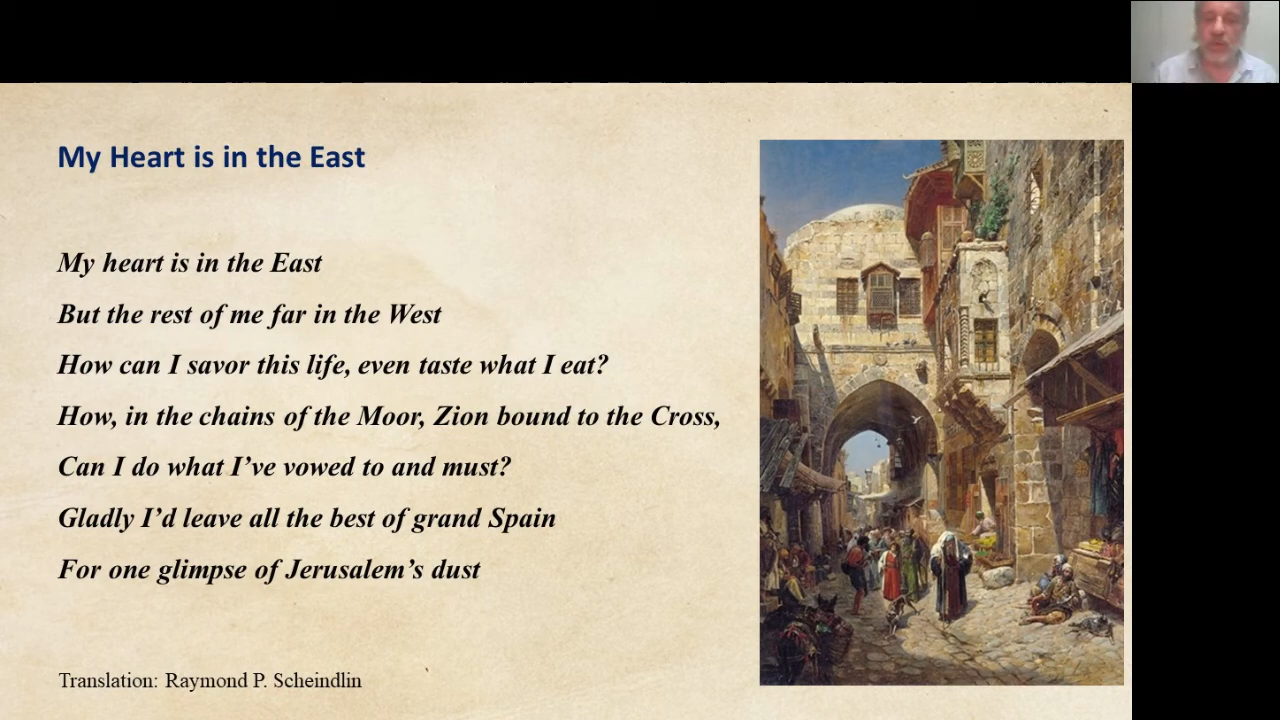 My Heart is in the East
My heart is in the East
But the rest of me far in the West
How can I savor this life, even taste what I eat?
How, in the chains of the Moor, Zion bound to the Cross,
Can I do what I’ve vowed to and must?
Gladly I’d leave all the best of grand Spain
For one glimpse of Jerusalem’s dust
Translation: Raymond P. Scheindlin